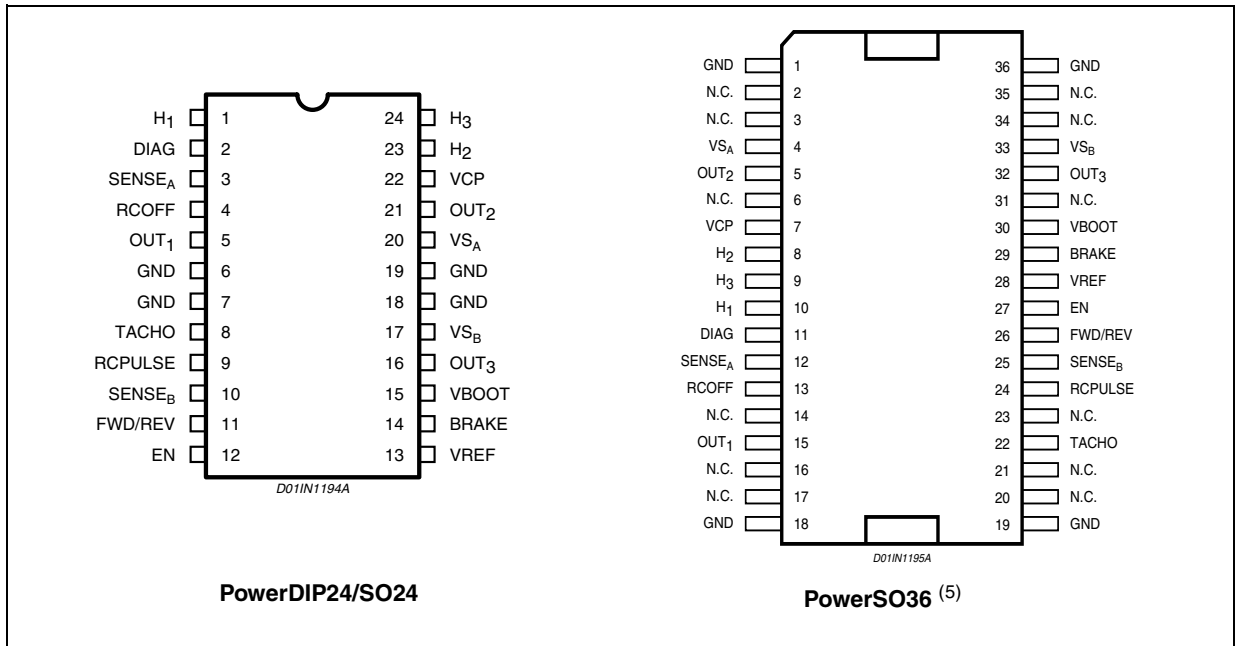 H1 1 24 H3
DIAG 2 23 H2
SENSEA 3 22 VCP
RCOFF 4 21 OUT2
OUT1 5 20 VSA
GND 6 19 GND
GND 7 18 GND
TACHO 8 17 VSB
RCPULSE 9 16 OUT3
SENSEB 10 15 VBOOT
FWD/REV 11 14 BRAKE
EN 12 13 VREF
D01IN1194A
PowerDIP24/SO24
GND 1 36 GND
N.C. 2 35 N.C.
N.C. 3 34 N.C.
VSA 4 33 VSB
OUT2 5 32 OUT3
N.C. 6 31 N.C.
VCP 7 30 VBOOT
H2 8 29 BRAKE
H3 9 28 VREF
H1 10 27 EN
DIAG 11 26 FWD/REV
SENSEA 12 25 SENSEB
RCOFF 13 24 RCPULSE
N.C. 14 23 N.C.
OUT1 15 22 TACHO
N.C. 16 21 N.C.
N.C. 17 20 N.C.
GND 18 19 GND
D01IN1195A
PowerSO36 (5)